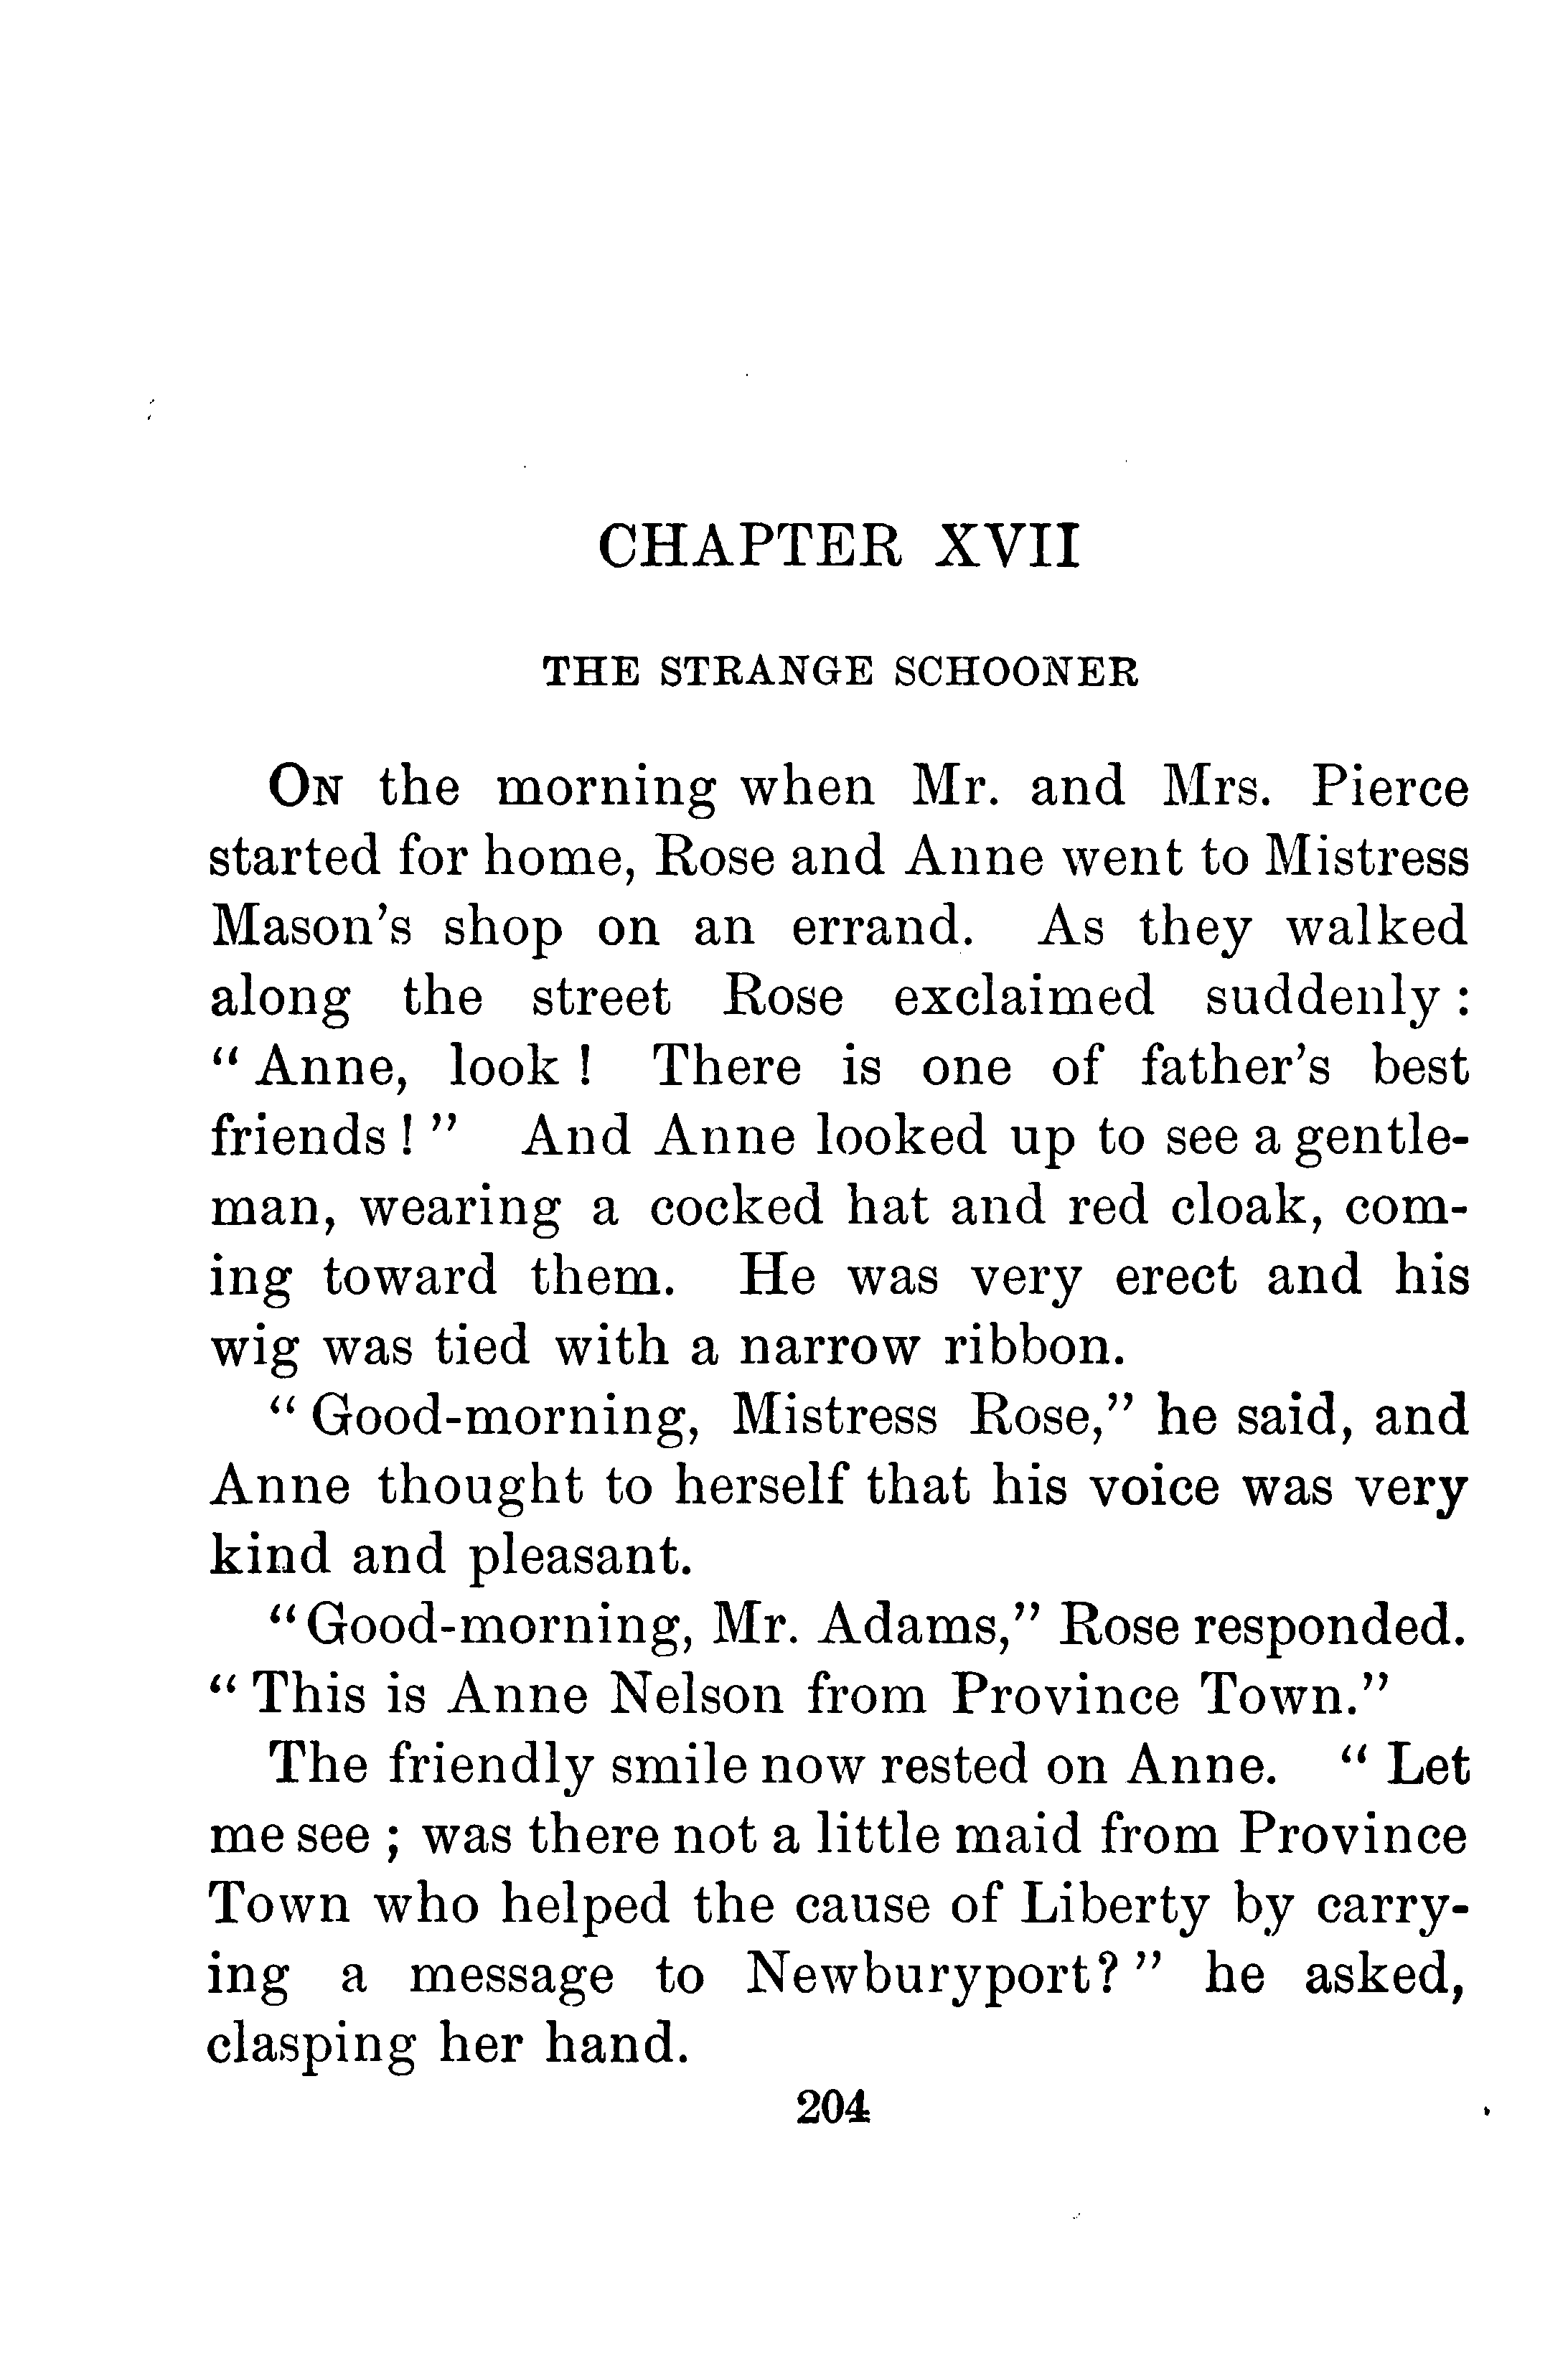 CHAPTER XVII
THE STRANGE SCHOONER
ON the morning when Mr. and Mrs. Pierce
started for home, Rose and Anne went to Mistress
Mason's shop on an errand. As they walked
along the street Rose exclaimed suddenly:
“Anne, look! There is one of father's best
friends!” And Anne looked up to see a gentle-
man, wearing a cocked hat and red cloak, com-
ing toward them. He was very erect and his
wig was tied with a narrow ribbon.
“Good-morning, Mistress Rose,” he said, and
Anne thought to herself that his voice was very
kind and pleasant.
“Good-morning, Mr. Adams,” Rose responded.
“This is Anne Nelson from Province Town.”
The friendly smile now rested on Anne. “Let
me see; was there not a little maid from Province
Town who helped the cause of Liberty by carry-
ing a message to Newburyport?” he asked,
clasping her hand.
204